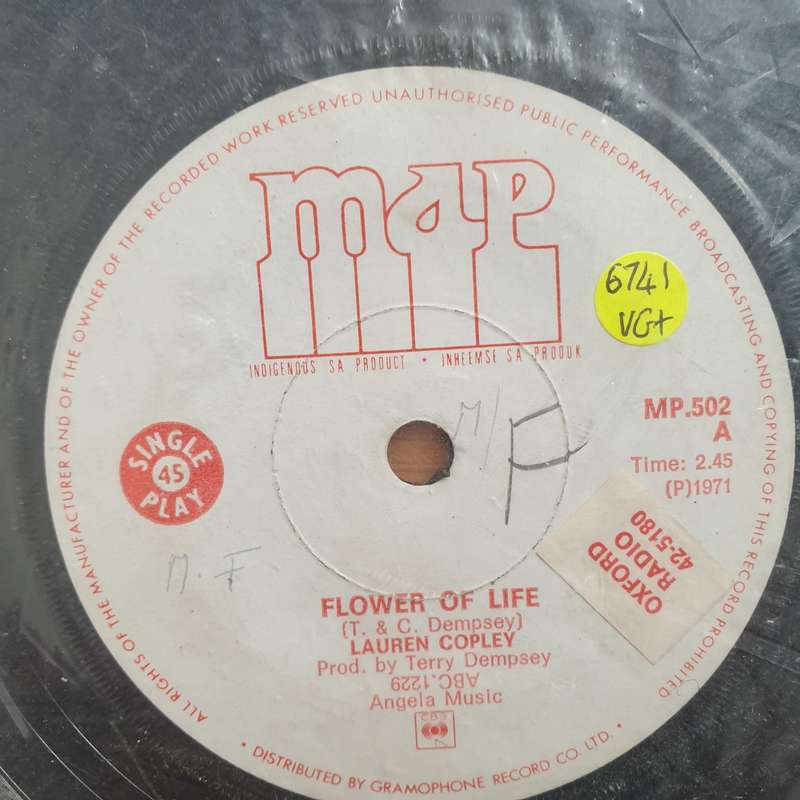 ALL RIGHTS OF THE MANUFACTURER AND OF THE OWNER OF THE RECORDED WORK RESERVED UNAUTHORISED PUBLIC PERFORMANCE BROADCASTING AND COPYING OF THIS RECORD PROHIBITED
map
INDIGENOUS SA PRODUCT • INHEEMSE SA PRODUK
6741
VG+
MP.502
A
Time: 2.45
(P)1971
SINGLE
45
PLAY
M/F
M.F
OXFORD
RADIO
42-5180
FLOWER OF LIFE
(T. & C. Dempsey)
LAUREN COPLEY
Prod. by Terry Dempsey
ABC.1229
Angela Music
CBS
• DISTRIBUTED BY GRAMOPHONE RECORD CO. LTD. •